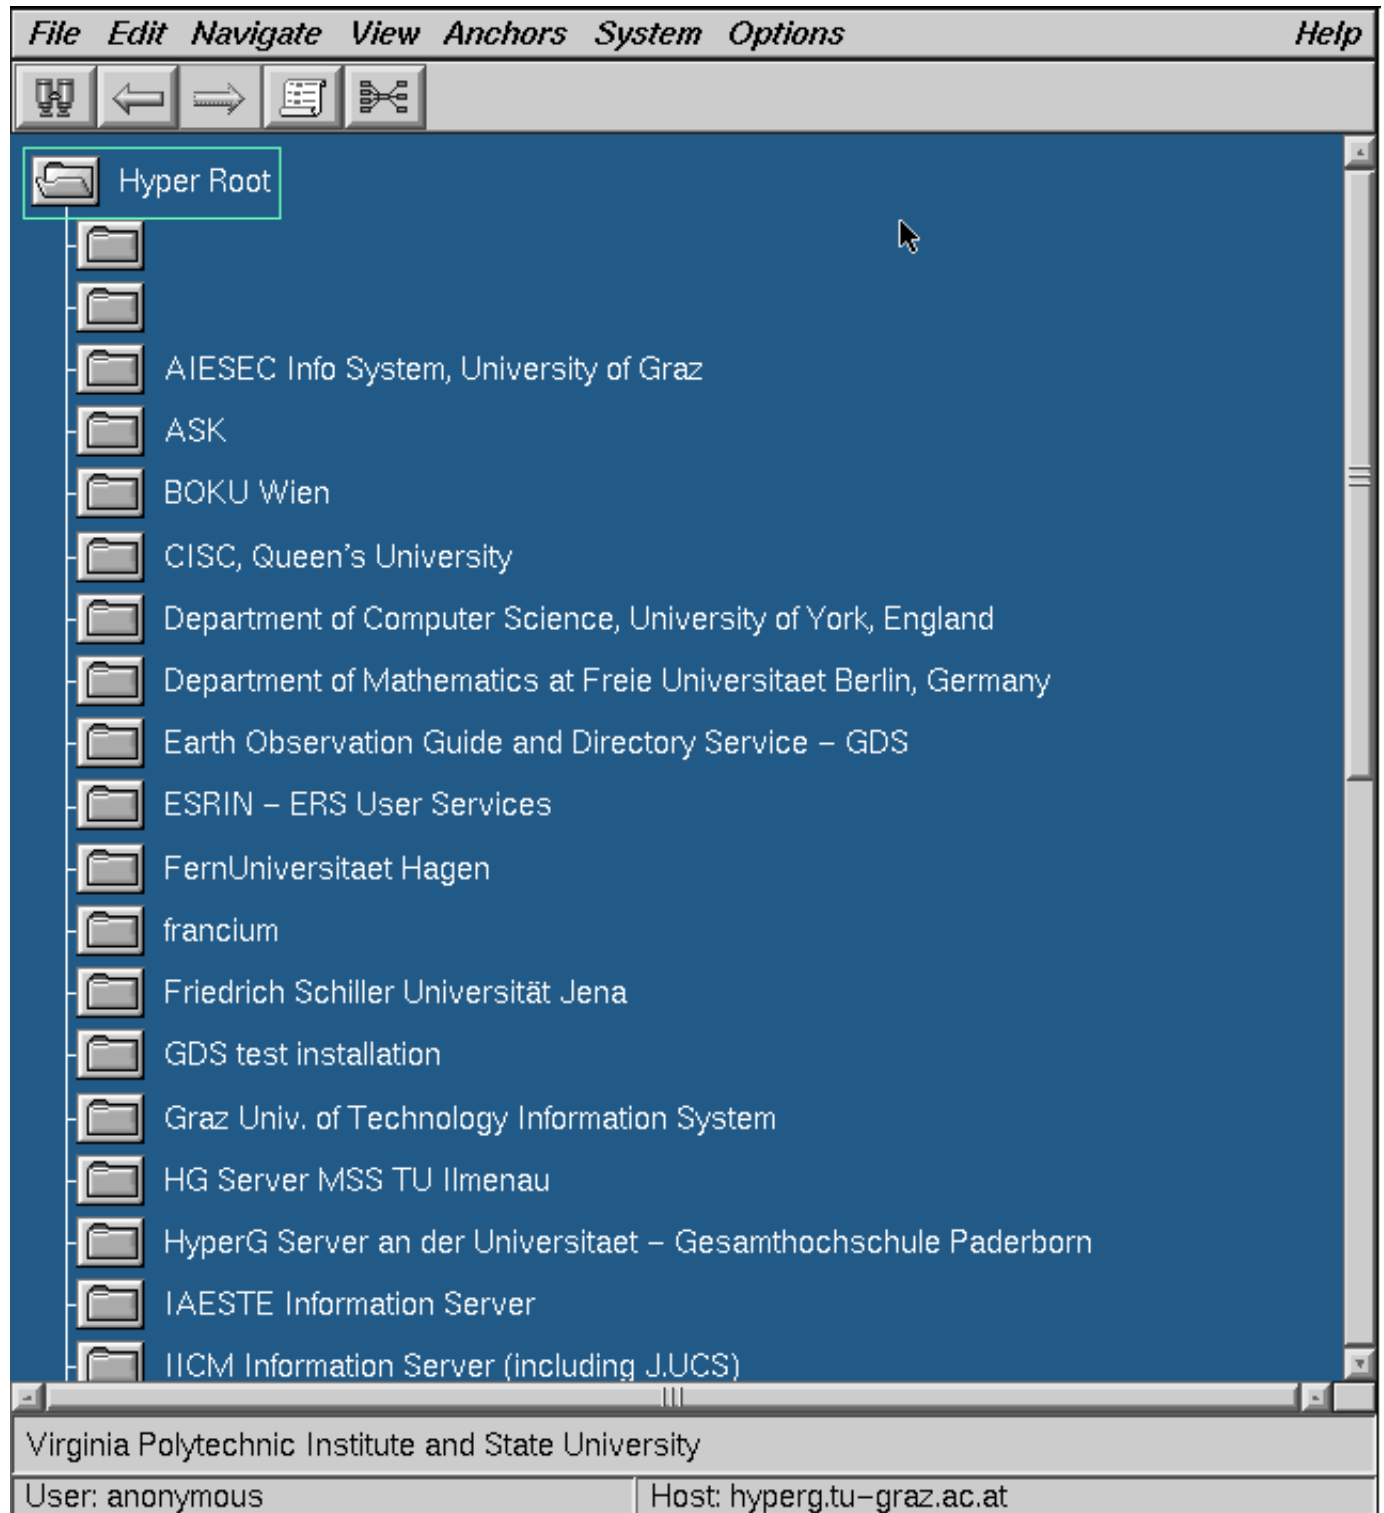 File Edit Navigate View Anchors System Options Help
Hyper Root
AIESEC Info System, University of Graz
ASK
BOKU Wien
CISC, Queen's University
Department of Computer Science, University of York, England
Department of Mathematics at Freie Universitaet Berlin, Germany
Earth Observation Guide and Directory Service – GDS
ESRIN – ERS User Services
FernUniversitaet Hagen
francium
Friedrich Schiller Universität Jena
GDS test installation
Graz Univ. of Technology Information System
HG Server MSS TU Ilmenau
HyperG Server an der Universitaet – Gesamthochschule Paderborn
IAESTE Information Server
IICM Information Server (including J.UCS)
Virginia Polytechnic Institute and State University
User: anonymous Host: hyperg.tu–graz.ac.at